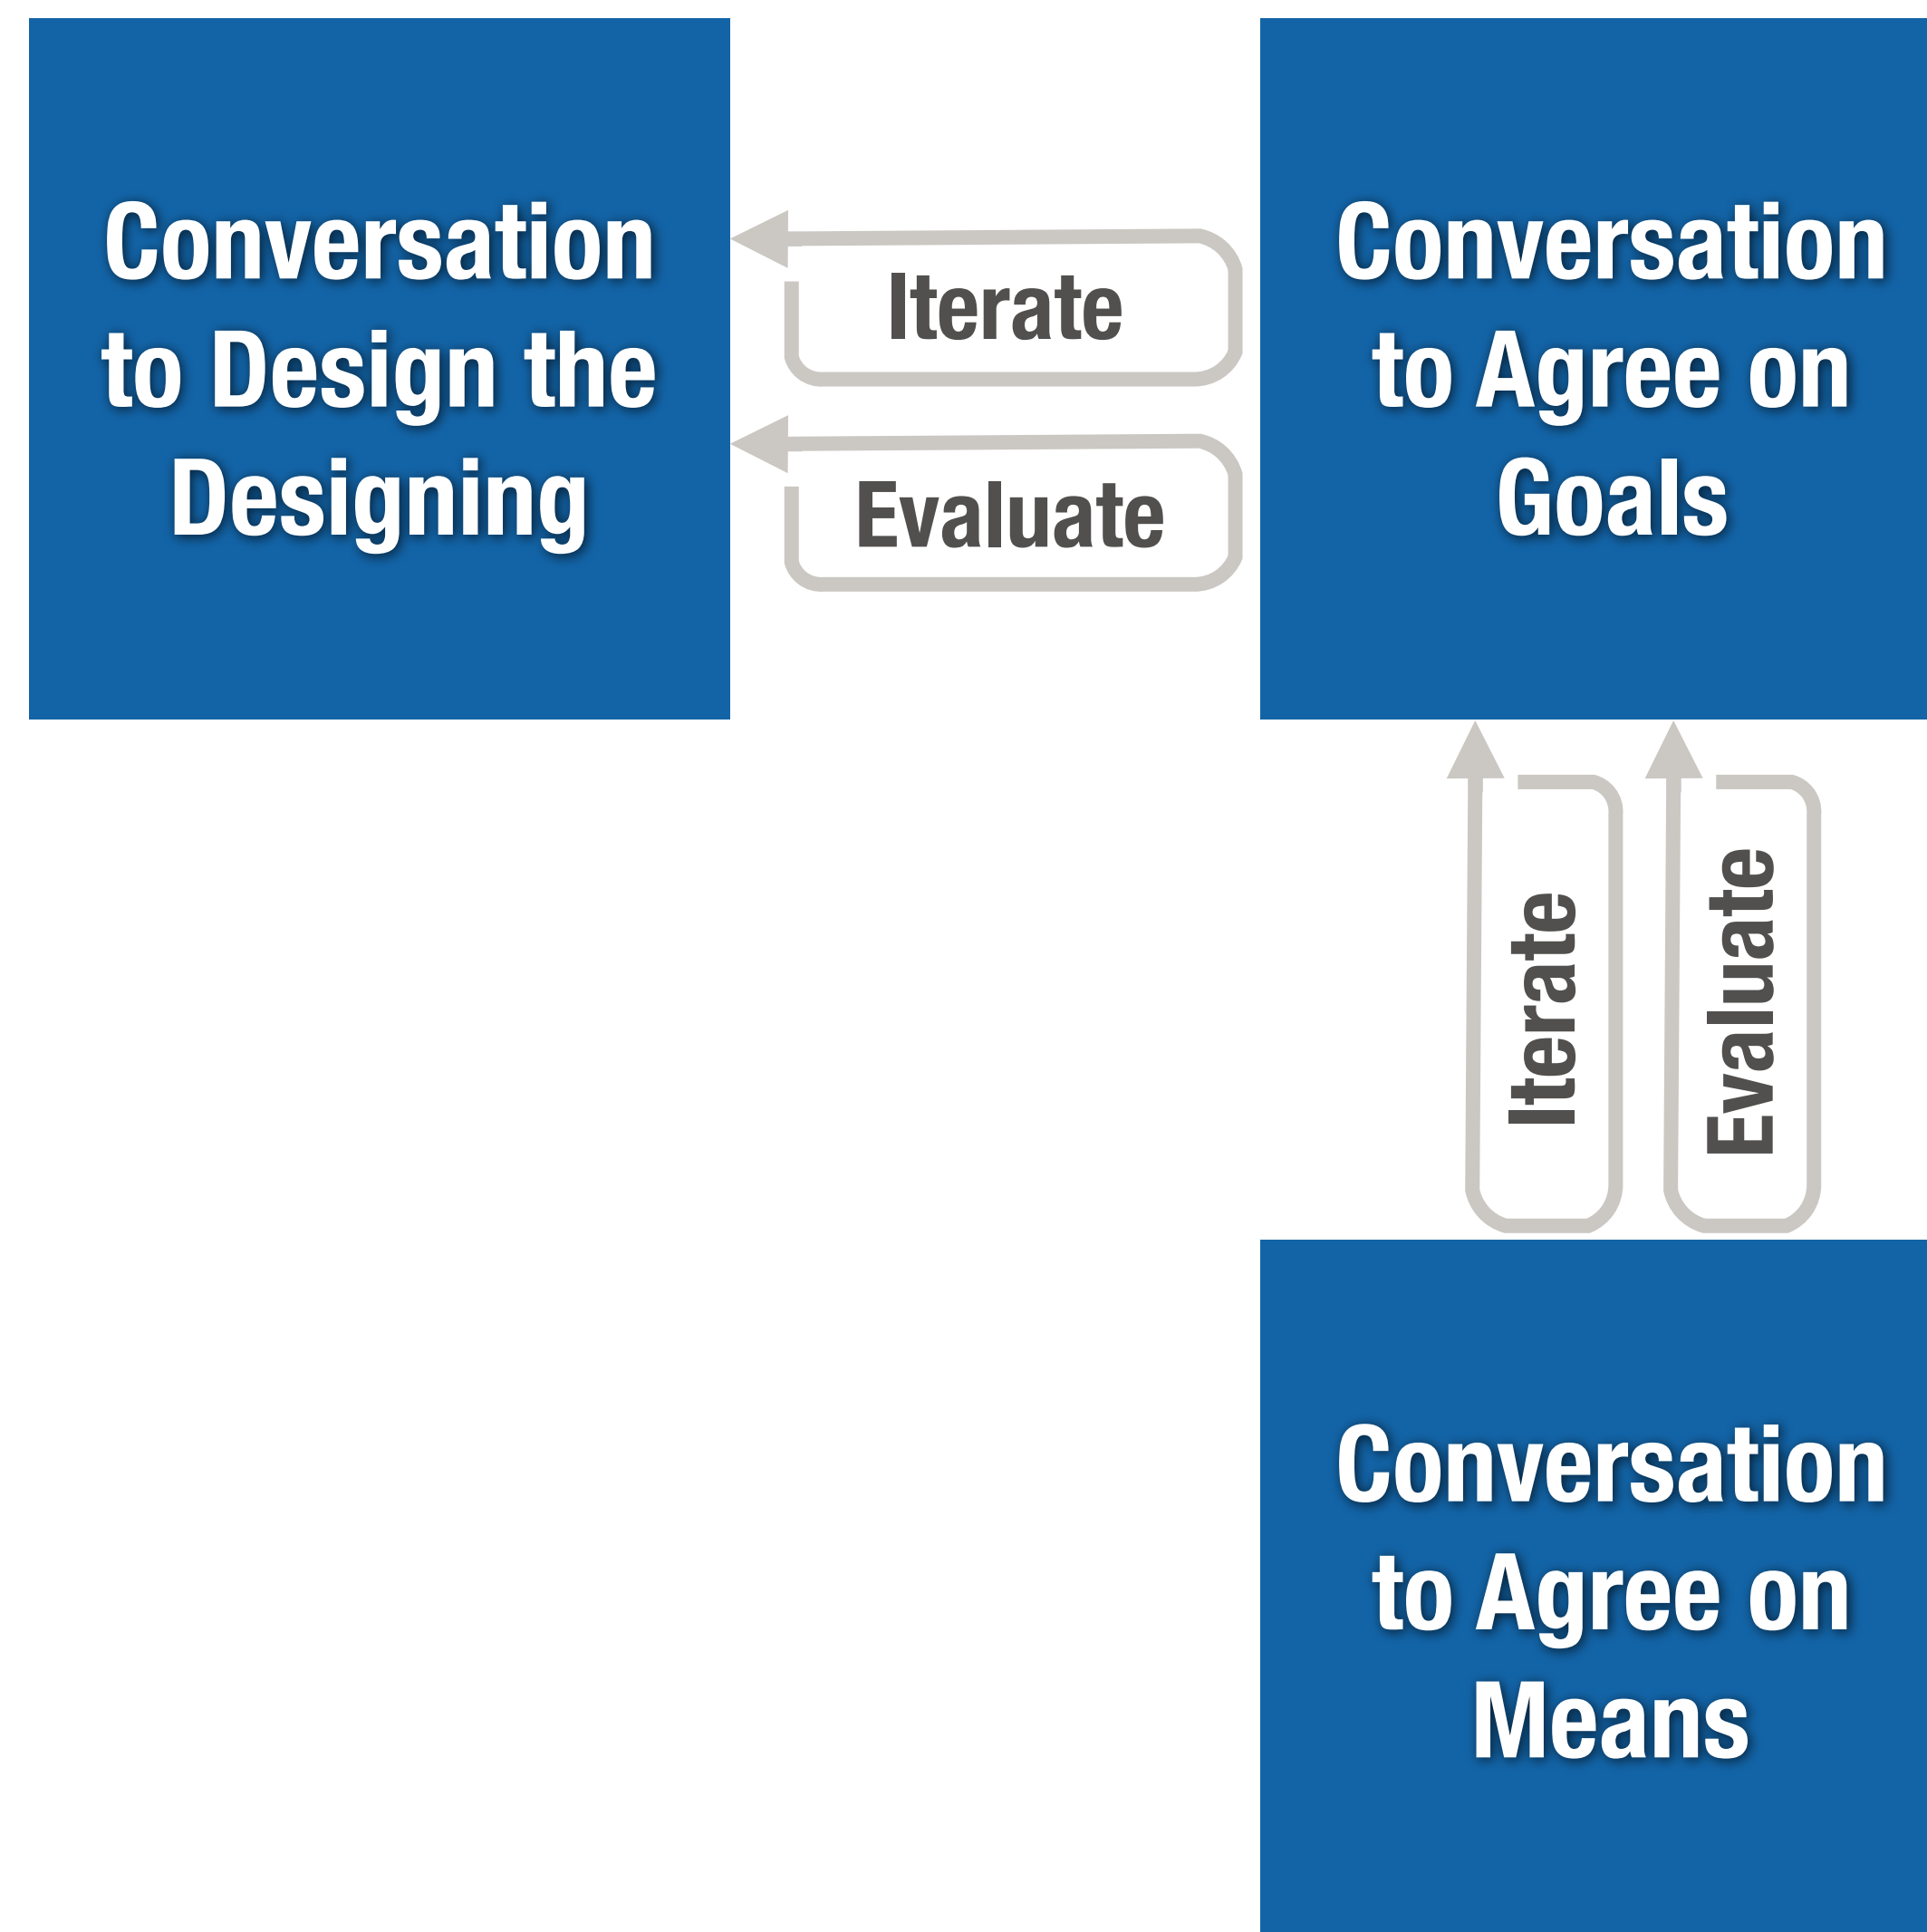 Conversation
to Design the
Designing
Iterate
Evaluate
Conversation
to Agree on
Goals
Iterate
Evaluate
Conversation
to Agree on
Means